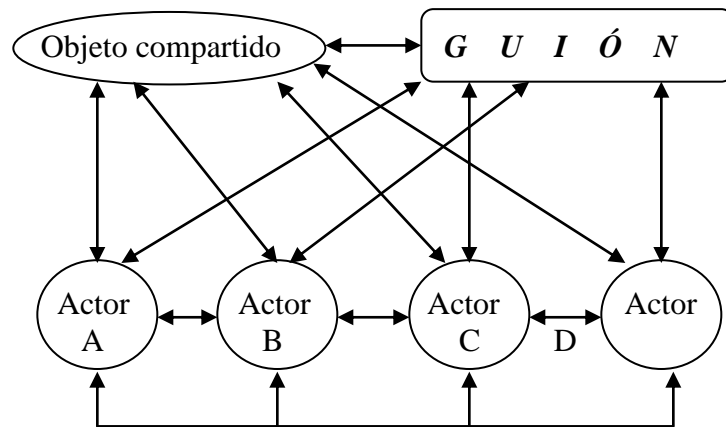 Objeto compartido
G U I Ó N
Actor
A
Actor
B
Actor
C
D
Actor